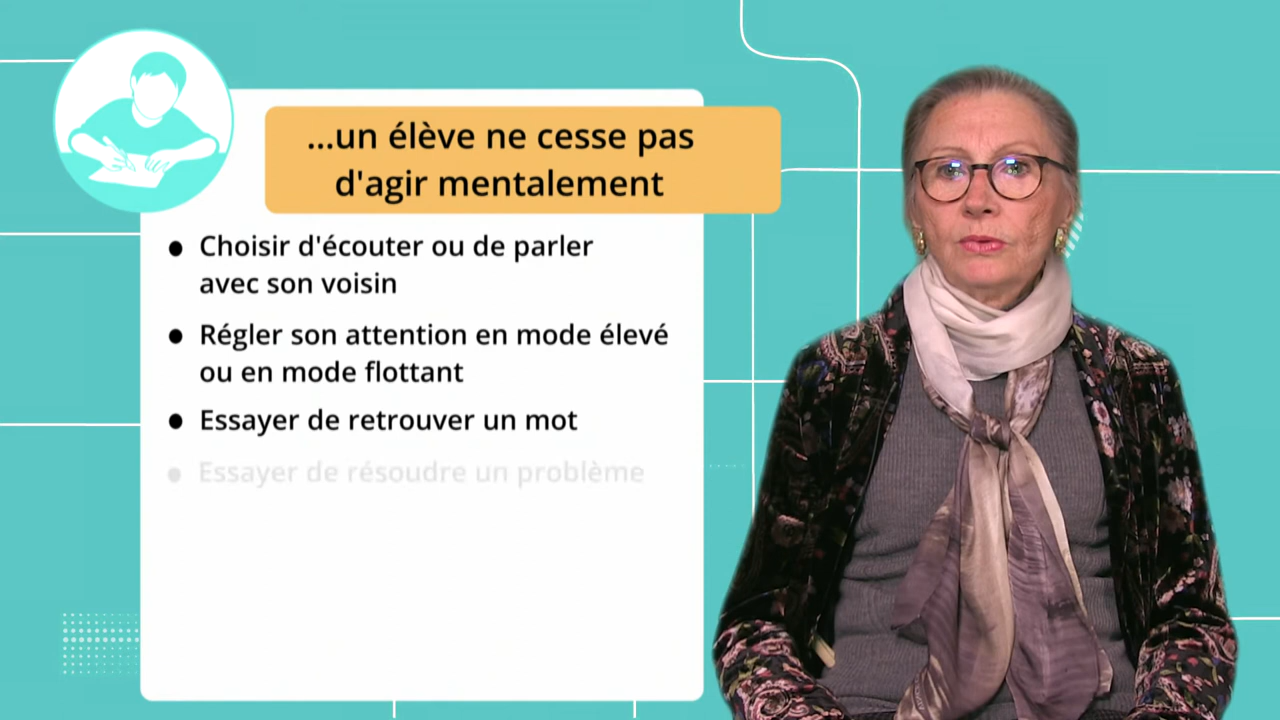 ...un élève ne cesse pas
d'agir mentalement
• Choisir d'écouter ou de parler
avec son voisin
• Régler son attention en mode élevé
ou en mode flottant
• Essayer de retrouver un mot
• Essayer de résoudre un problème